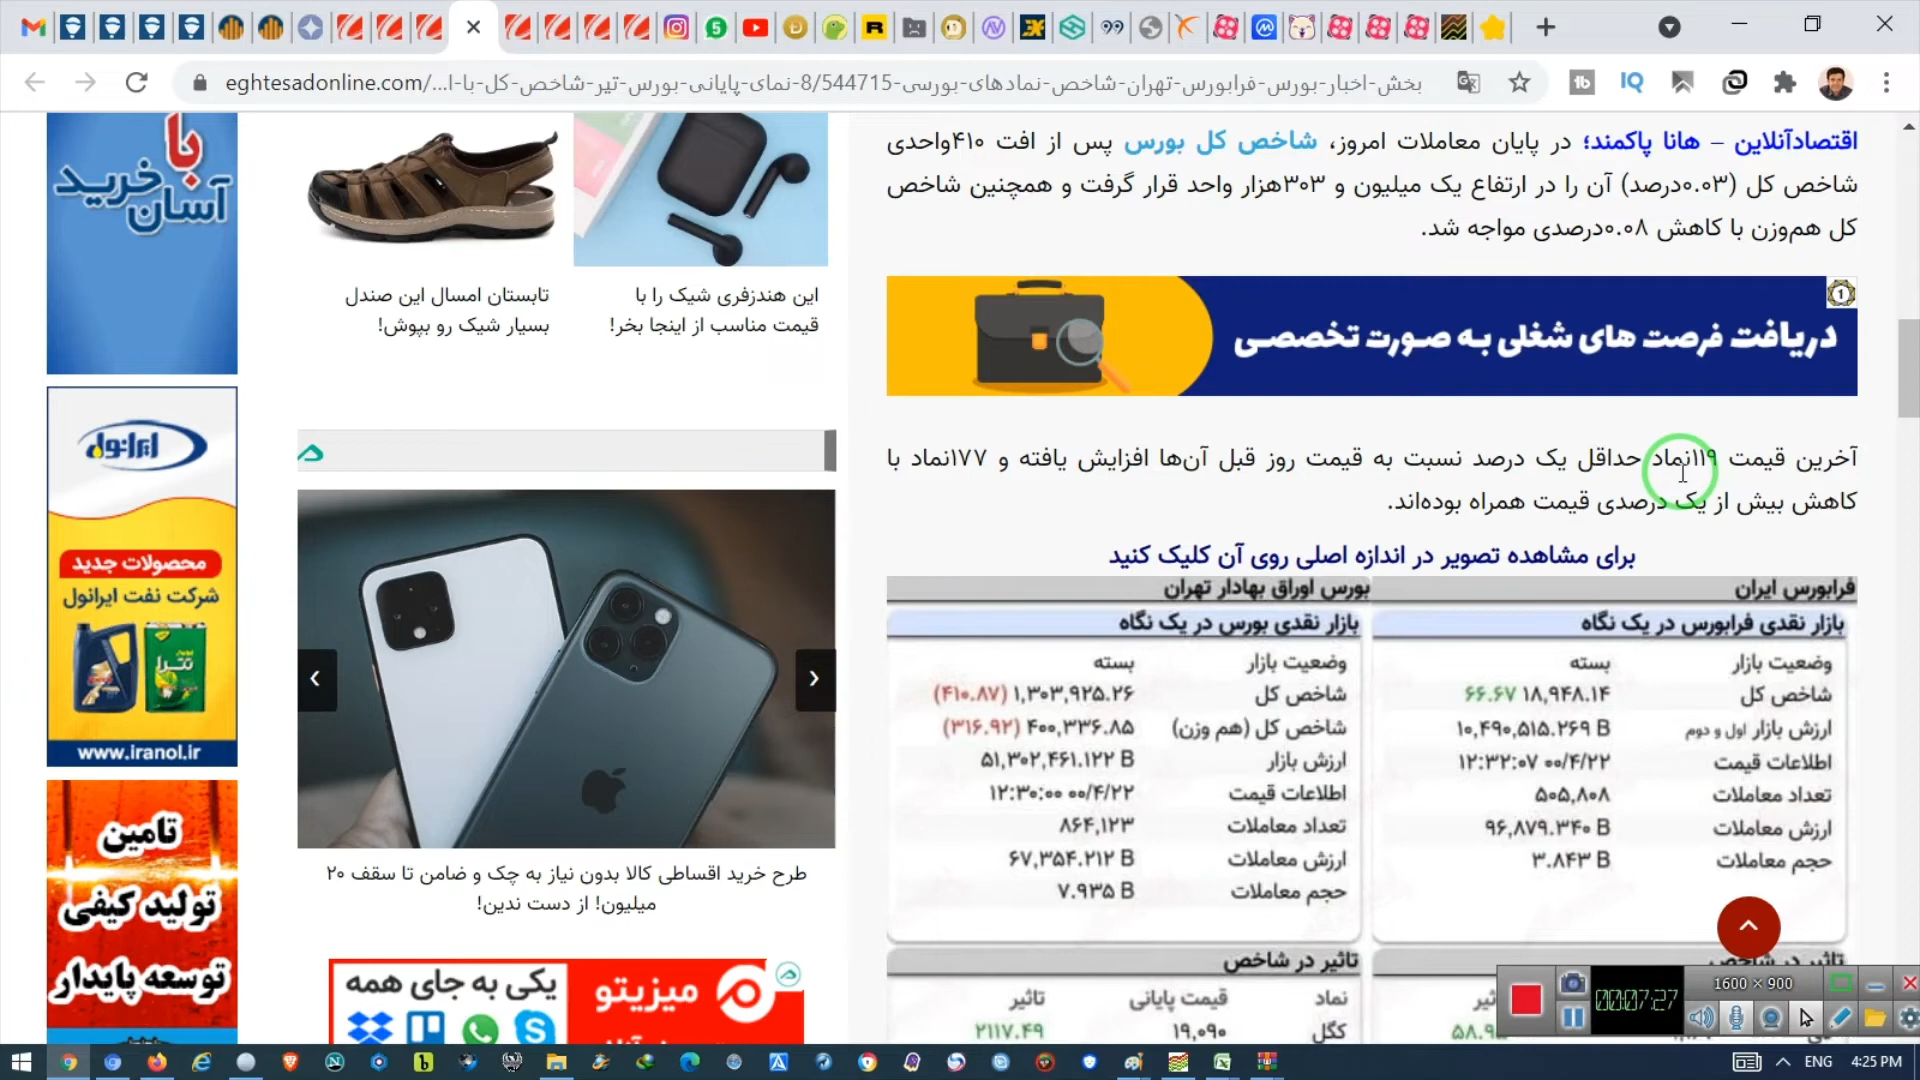 eghtesadonline.com/بخش-اخبار-بورس-فرابورس-تهران-شاخص-نمادهای-بورسی-8/544715-نمای-پایانی-بورس-تیر-شاخص-کل-با-ا...
اقتصادآنلاین – هانا پاکمند؛ در پایان معاملات امروز، شاخص کل بورس پس از افت ۴۱۰واحدی
شاخص کل (۰.۰۳درصد) آن را در ارتفاع یک میلیون و ۳۰۳هزار واحد قرار گرفت و همچنین شاخص
کل هم‌وزن با کاهش ۰.۰۸درصدی مواجه شد.
دریافت فرصت های شغلی به صورت تخصصی
آخرین قیمت ۱۱۹نماد حداقل یک درصد نسبت به قیمت روز قبل آن‌ها افزایش یافته و ۱۷۷نماد با
کاهش بیش از یک درصدی قیمت همراه بوده‌اند.
برای مشاهده تصویر در اندازه اصلی روی آن کلیک کنید
فرابورس ایران
بازار نقدی فرابورس در یک نگاه
وضعیت بازار بسته
شاخص کل ۱۸,۹۴۸.۱۴ ۶۶.۶۷
ارزش بازار اول و دوم ۱۰,۴۹۰,۵۱۵.۲۶۹ B
اطلاعات قیمت ۰۰/۴/۲۲ ۱۲:۳۲:۰۷
تعداد معاملات ۵۰۵,۸۰۸
ارزش معاملات ۹۶,۸۷۹.۳۴۰ B
حجم معاملات ۳.۸۴۳ B
تاثیر در شاخص
بورس اوراق بهادار تهران
بازار نقدی بورس در یک نگاه
وضعیت بازار بسته
شاخص کل ۱,۳۰۳,۹۲۵.۲۶ (۴۱۰.۸۷)
شاخص کل (هم وزن) ۴۰۰,۳۳۶.۸۵ (۳۱۶.۹۲)
ارزش بازار ۵۱,۳۰۲,۴۶۱.۱۲۲ B
اطلاعات قیمت ۰۰/۴/۲۲ ۱۲:۳۰:۰۰
تعداد معاملات ۸۶۴,۱۲۳
ارزش معاملات ۶۷,۳۵۴.۲۱۲ B
حجم معاملات ۷.۹۳۵ B
تاثیر در شاخص
نماد قیمت پایانی تاثیر
کگل ۱۹,۰۹۰ ۲۱۱۷.۴۹
این هندزفری شیک را با
قیمت مناسب از اینجا بخر!
تابستان امسال این صندل
بسیار شیک رو بپوش!
طرح خرید اقساطی کالا بدون نیاز به چک و ضامن تا سقف ۲۰
میلیون! از دست ندین!
میزیتو
یکی به جای همه
با
خرید
آسان
ایرانول
محصولات جدید
شرکت نفت ایرانول
www.iranol.ir
تامین
تولید کیفی
توسعه پایدار
1600 × 900
00:07:27
ENG
4:25 PM